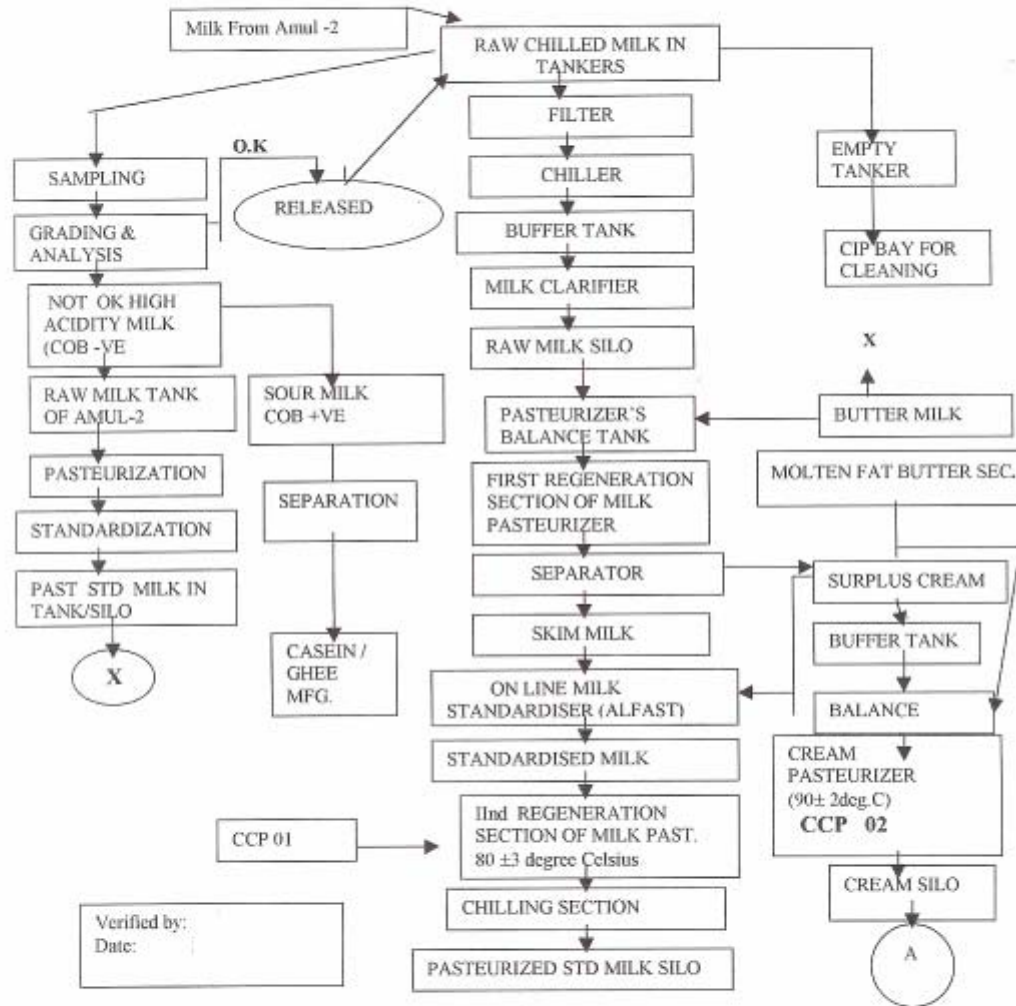 Milk From Amul -2
RAW CHILLED MILK IN
TANKERS
FILTER
CHILLER
BUFFER TANK
MILK CLARIFIER
RAW MILK SILO
PASTEURIZER`S
BALANCE TANK
FIRST REGENERATION
SECTION OF MILK
PASTEURIZER
SEPARATOR
SKIM MILK
ON LINE MILK
STANDARDISER (ALFAST)
STANDARDISED MILK
IInd REGENERATION
SECTION OF MILK PAST.
80 ±3 degree Celsius
CHILLING SECTION
PASTEURIZED STD MILK SILO
O.K
SAMPLING
RELEASED
GRADING &
ANALYSIS
NOT OK HIGH
ACIDITY MILK
(COB -VE
RAW MILK TANK
OF AMUL-2
PASTEURIZATION
STANDARDIZATION
PAST STD MILK IN
TANK/SILO
X
SOUR MILK
COB +VE
SEPARATION
CASEIN /
GHEE
MFG.
CCP 01
Verified by:
Date:
EMPTY
TANKER
CIP BAY FOR
CLEANING
X
BUTTER MILK
MOLTEN FAT BUTTER SEC.
SURPLUS CREAM
BUFFER TANK
BALANCE
CREAM
PASTEURIZER
(90± 2deg.C)
CCP 02
CREAM SILO
A